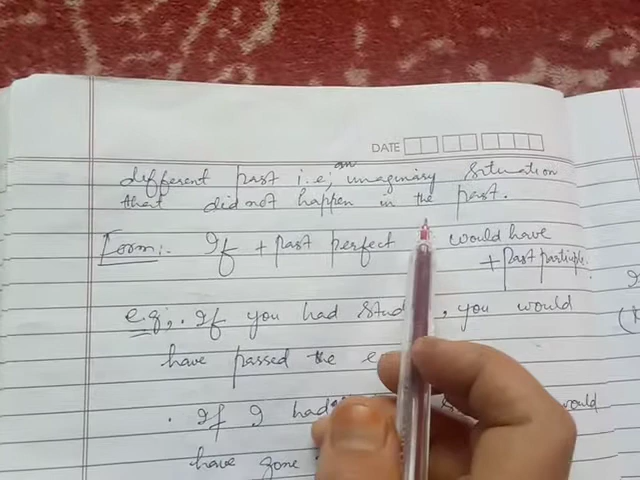 DATE
different past i.e; an imaginary situation
that did not happen in the past.
Form:- If + past perfect would have
+ past participle.
e.g; . If you had stud , you would
have passed the e
. If I had would
have gone